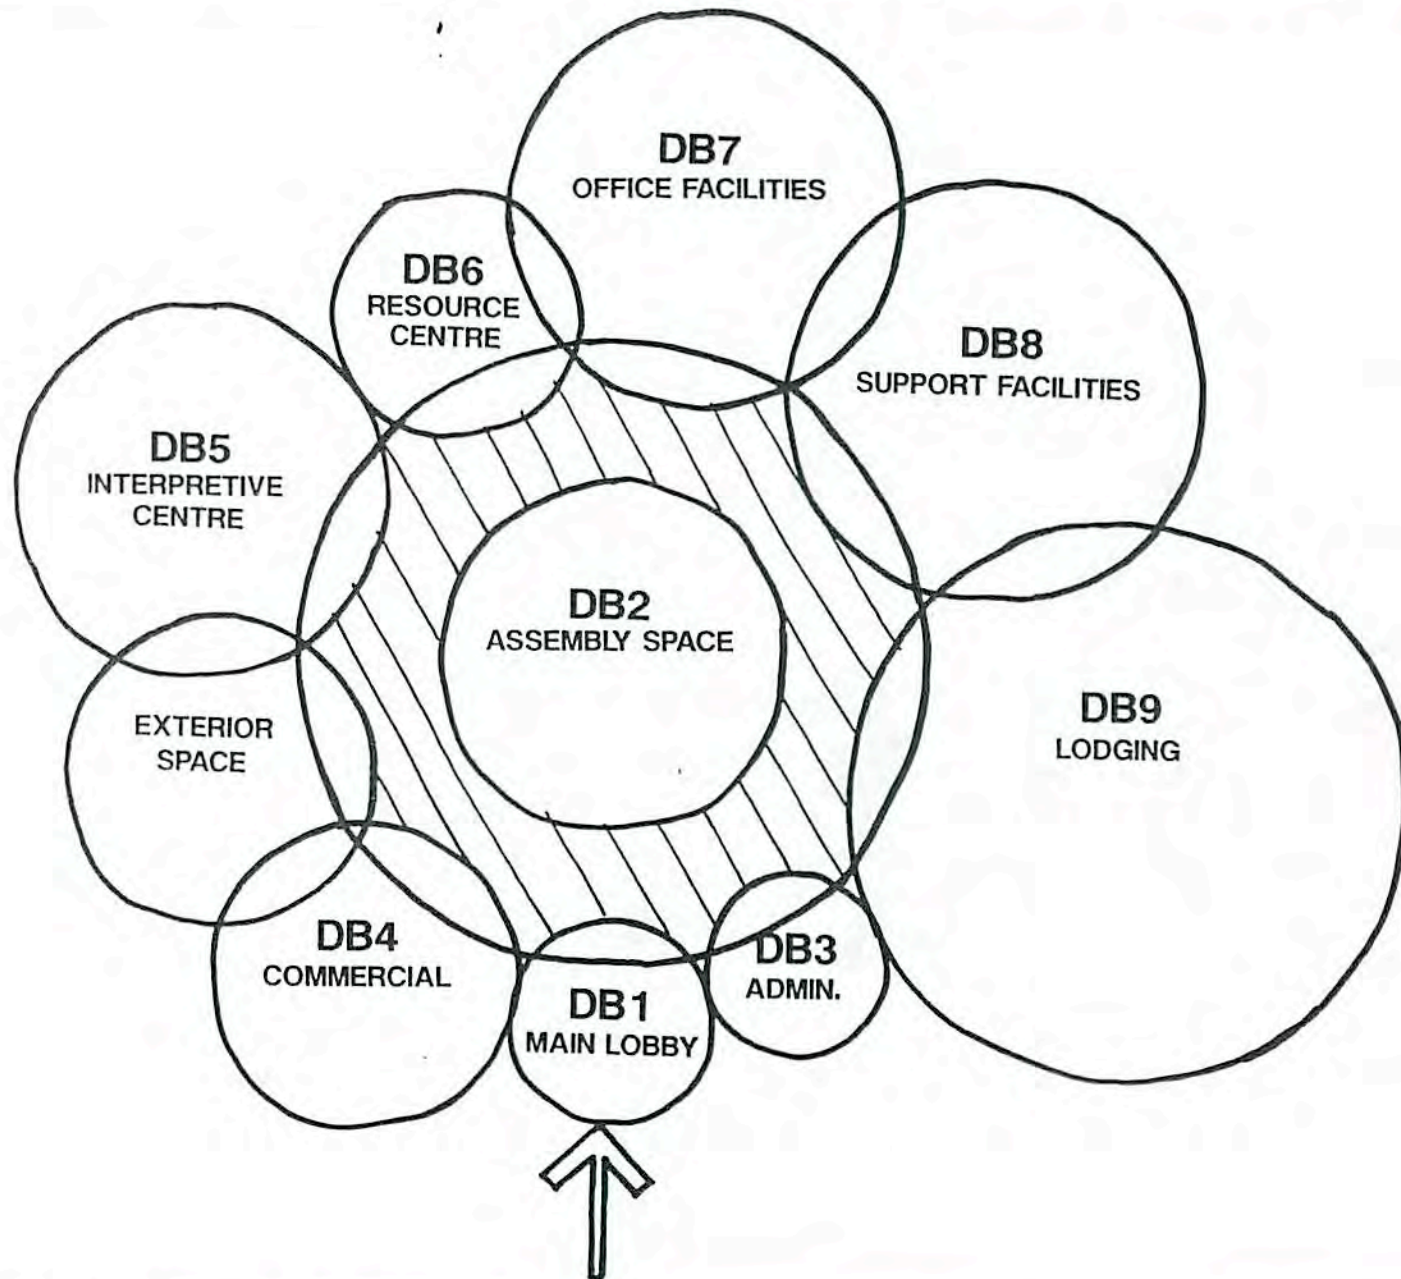 DB7
OFFICE FACILITIES
DB6
RESOURCE
CENTRE
DB8
SUPPORT FACILITIES
DB5
INTERPRETIVE
CENTRE
DB2
ASSEMBLY SPACE
EXTERIOR
SPACE
DB9
LODGING
DB4
COMMERCIAL
DB1
MAIN LOBBY
DB3
ADMIN.